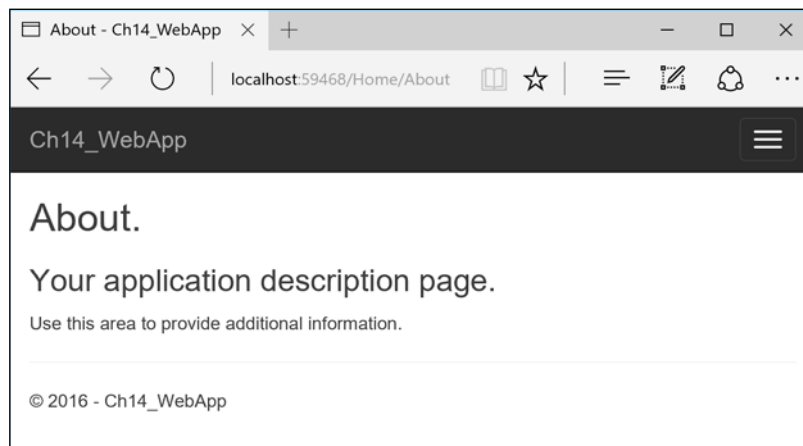 About - Ch14_WebApp
localhost:59468/Home/About
Ch14_WebApp
About.
Your application description page.
Use this area to provide additional information.
© 2016 - Ch14_WebApp